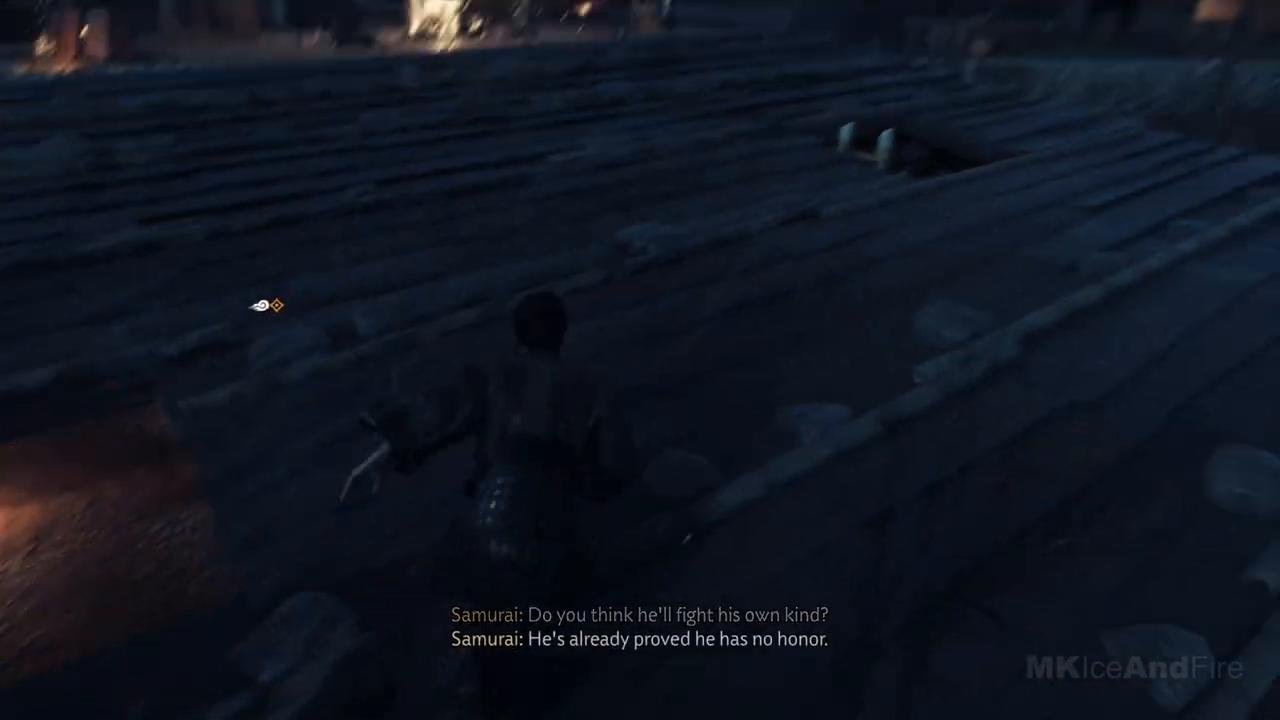 Samurai: Do you think he'll fight his own kind?
Samurai: He's already proved he has no honor.
MKIceAndFire